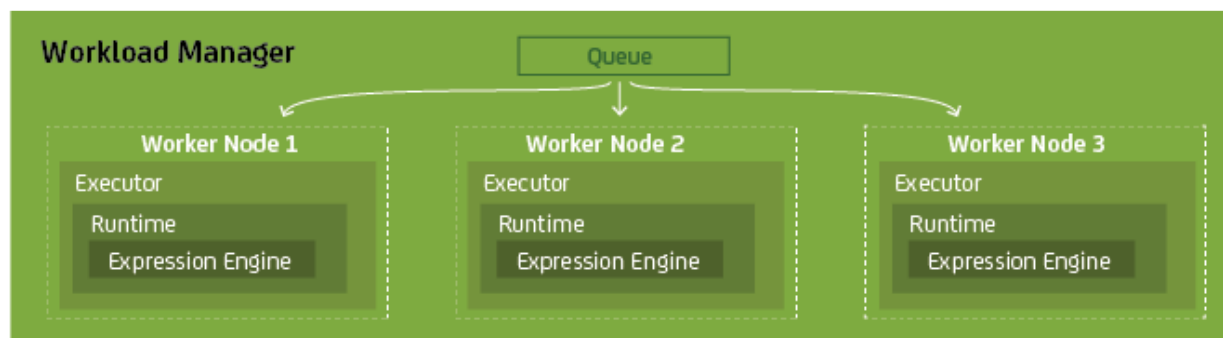 Workload Manager
Queue
Worker Node 1
Executor
Runtime
Expression Engine
Worker Node 2
Executor
Runtime
Expression Engine
Worker Node 3
Executor
Runtime
Expression Engine